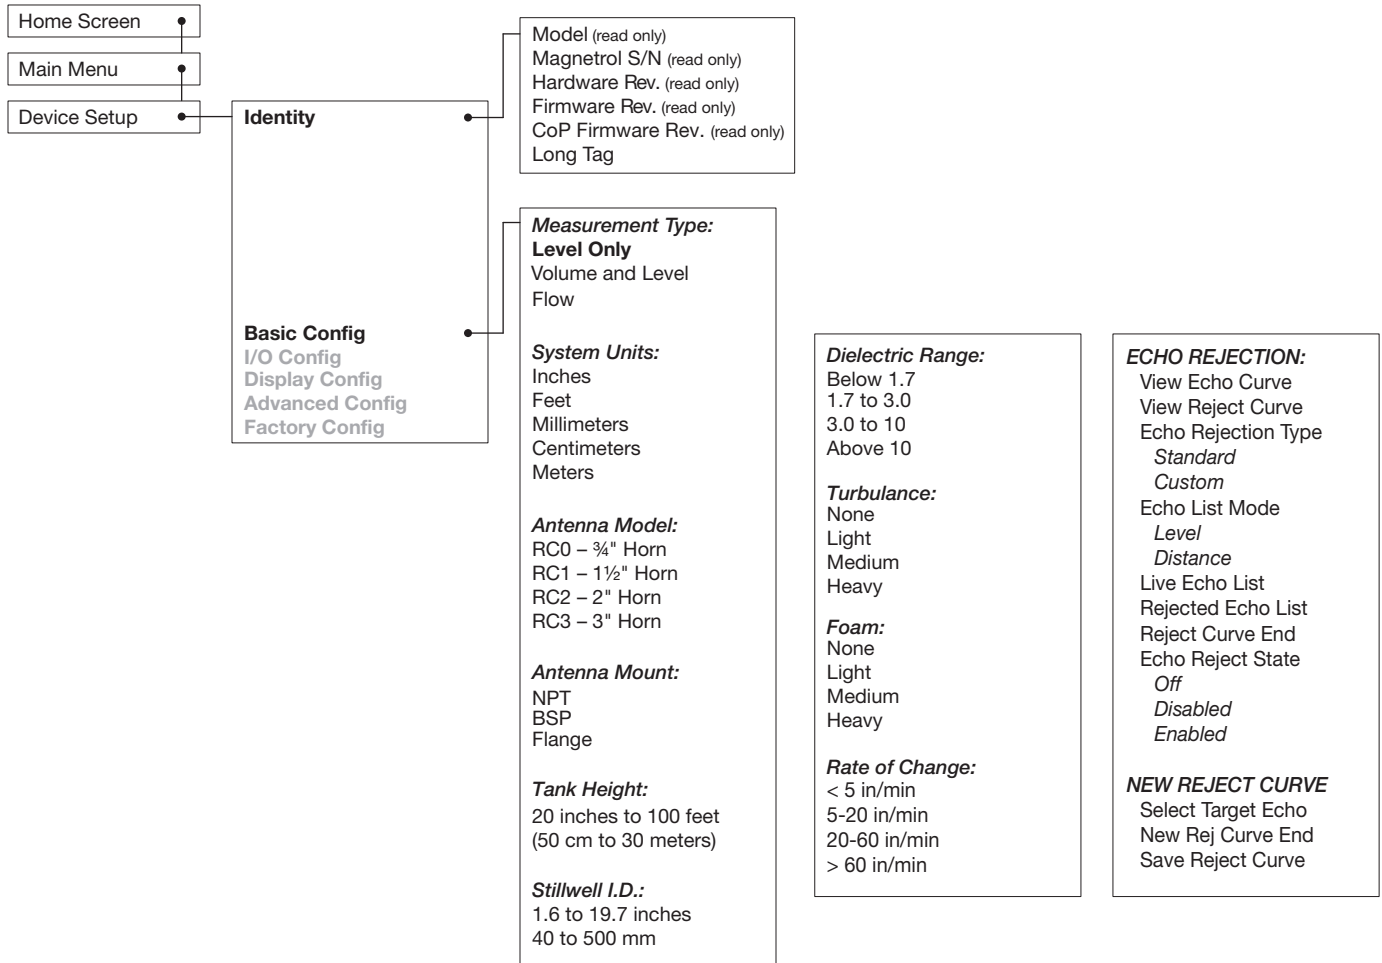 Home Screen
Main Menu
Device Setup
Identity
Basic Config
I/O Config
Display Config
Advanced Config
Factory Config
Model (read only)
Magnetrol S/N (read only)
Hardware Rev. (read only)
Firmware Rev. (read only)
CoP Firmware Rev. (read only)
Long Tag
Measurement Type:
Level Only
Volume and Level
Flow
System Units:
Inches
Feet
Millimeters
Centimeters
Meters
Antenna Model:
RC0 – ¾" Horn
RC1 – 1½" Horn
RC2 – 2" Horn
RC3 – 3" Horn
Antenna Mount:
NPT
BSP
Flange
Tank Height:
20 inches to 100 feet
(50 cm to 30 meters)
Stillwell I.D.:
1.6 to 19.7 inches
40 to 500 mm
Dielectric Range:
Below 1.7
1.7 to 3.0
3.0 to 10
Above 10
Turbulance:
None
Light
Medium
Heavy
Foam:
None
Light
Medium
Heavy
Rate of Change:
< 5 in/min
5-20 in/min
20-60 in/min
> 60 in/min
ECHO REJECTION:
View Echo Curve
View Reject Curve
Echo Rejection Type
Standard
Custom
Echo List Mode
Level
Distance
Live Echo List
Rejected Echo List
Reject Curve End
Echo Reject State
Off
Disabled
Enabled
NEW REJECT CURVE
Select Target Echo
New Rej Curve End
Save Reject Curve